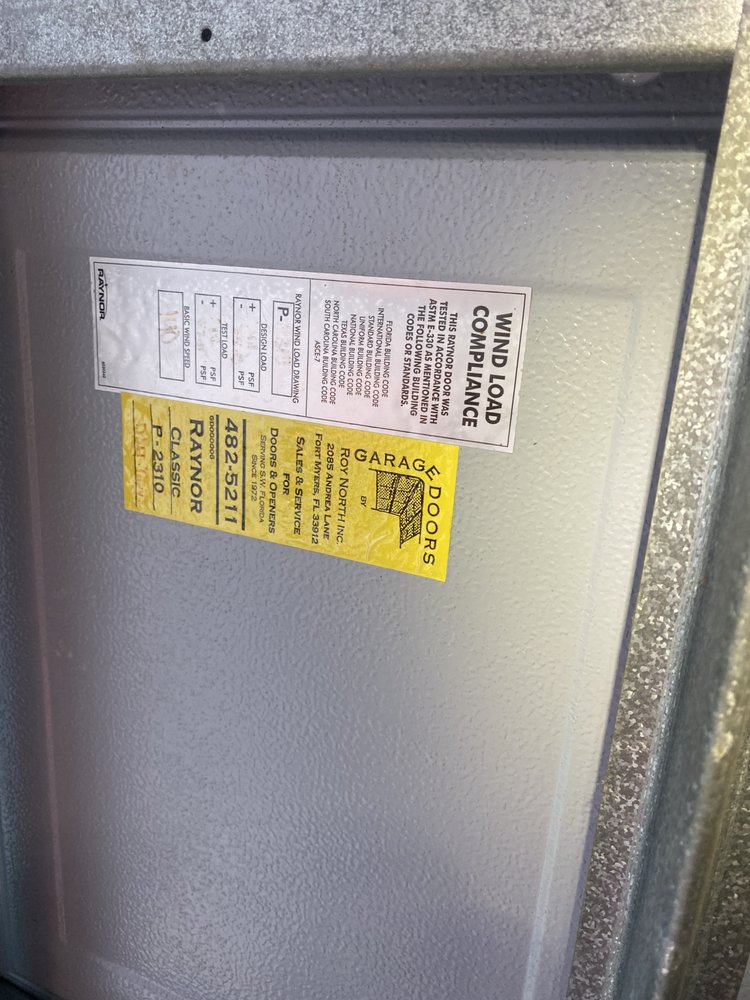 WIND LOAD
COMPLIANCE
THIS RAYNOR DOOR WAS
TESTED IN ACCORDANCE WITH
ASTM E-330 AS MENTIONED IN
THE FOLLOWING BUILDING
CODES OR STANDARDS.
FLORIDA BUILDING CODE
INTERNATIONAL BUILDING CODE
STANDARD BUILDING CODE
UNIFORM BUILDING CODE
NATIONAL BUILDING CODE
TEXAS BUILDING CODE
NORTH CAROLINA BUILDING CODE
SOUTH CAROLINA BUILDING CODE
ASCE-7
RAYNOR WIND LOAD DRAWING
P-
DESIGN LOAD
+ PSF
- PSF
TEST LOAD
+ PSF
- PSF
BASIC WIND SPEED
RAYNOR
GARAGE DOORS
BY
ROY NORTH INC.
2085 ANDREA LANE
FORT MYERS, FL 33912
SALES & SERVICE
FOR
DOORS & OPENERS
SERVING S.W. FLORIDA
SINCE 1972
482-5211
RAYNOR
CLASSIC
P-2310